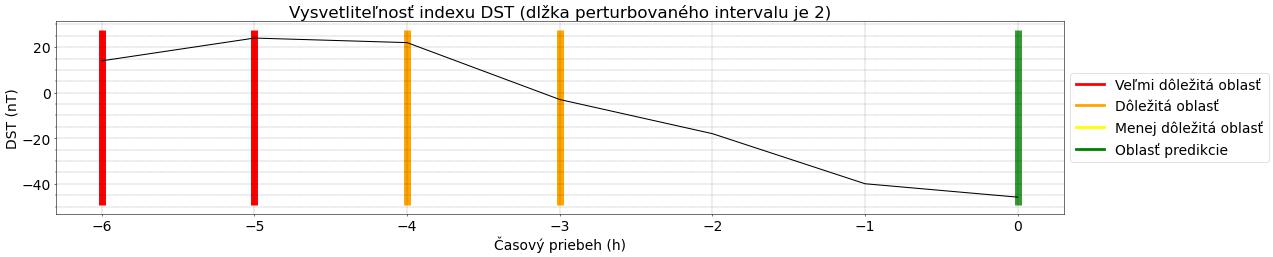 Vysvetliteľnosť indexu DST (dlžka perturbovaného intervalu je 2)
DST (nT)
20
0
−20
−40
−6 −5 −4 −3 −2 −1 0
Časový priebeh (h)
Veľmi dôležitá oblasť
Dôležitá oblasť
Menej dôležitá oblasť
Oblasť predikcie